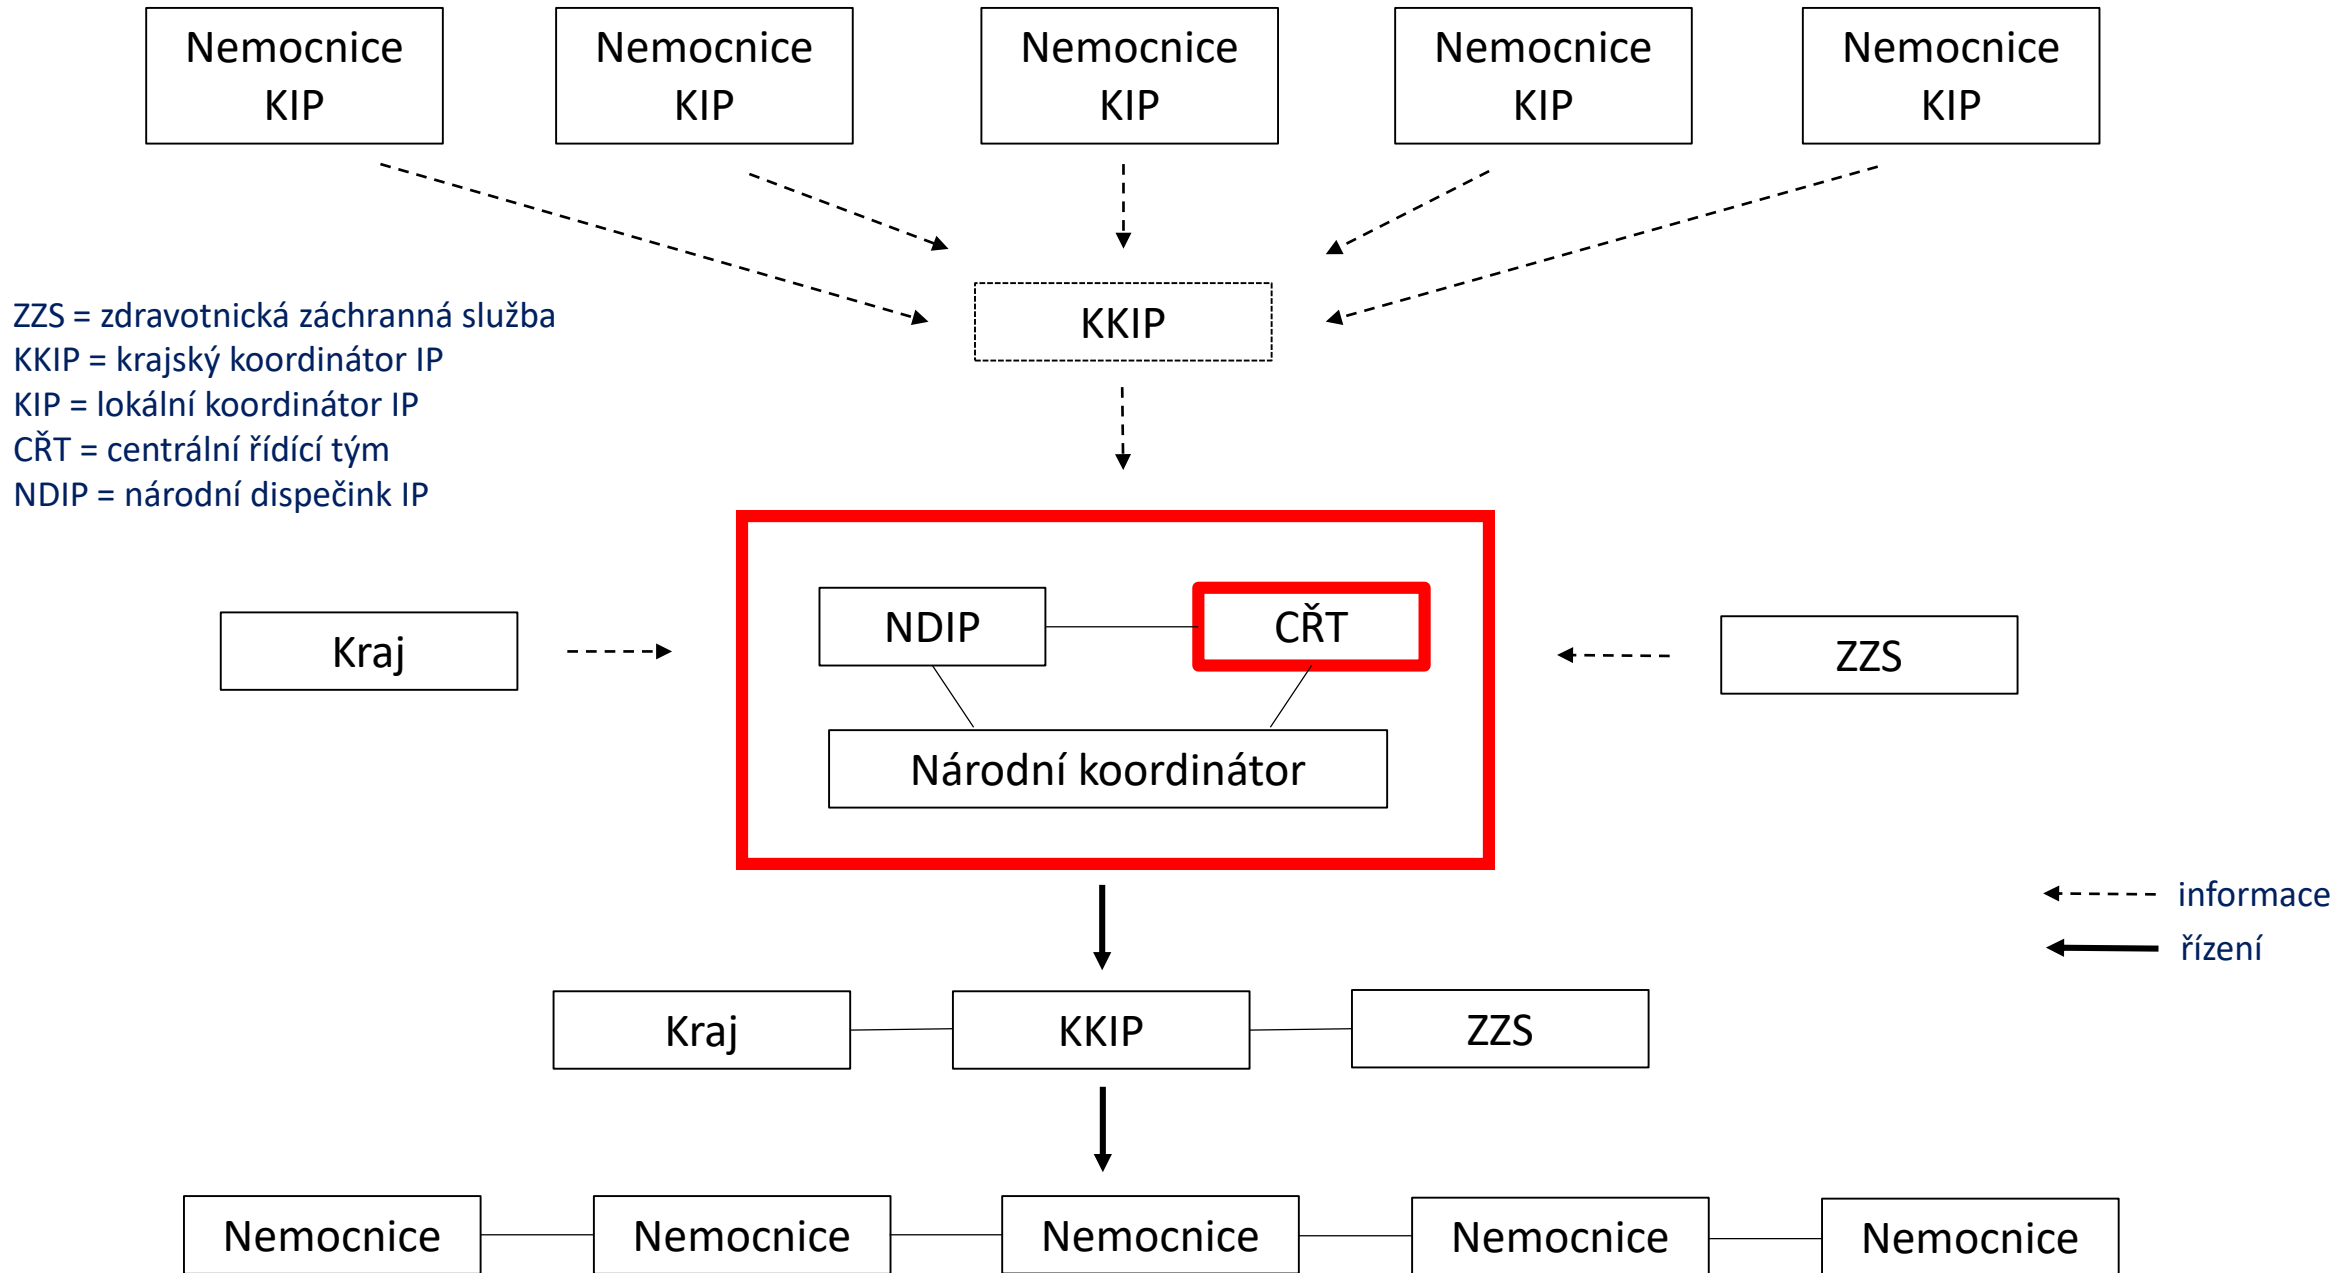 Nemocnice
KIP
Nemocnice
KIP
Nemocnice
KIP
Nemocnice
KIP
Nemocnice
KIP
KKIP
ZZS = zdravotnická záchranná služba
KKIP = krajský koordinátor IP
KIP = lokální koordinátor IP
CŘT = centrální řídící tým
NDIP = národní dispečink IP
Kraj
NDIP
CŘT
Národní koordinátor
ZZS
informace
řízení
Kraj
KKIP
ZZS
Nemocnice
Nemocnice
Nemocnice
Nemocnice
Nemocnice